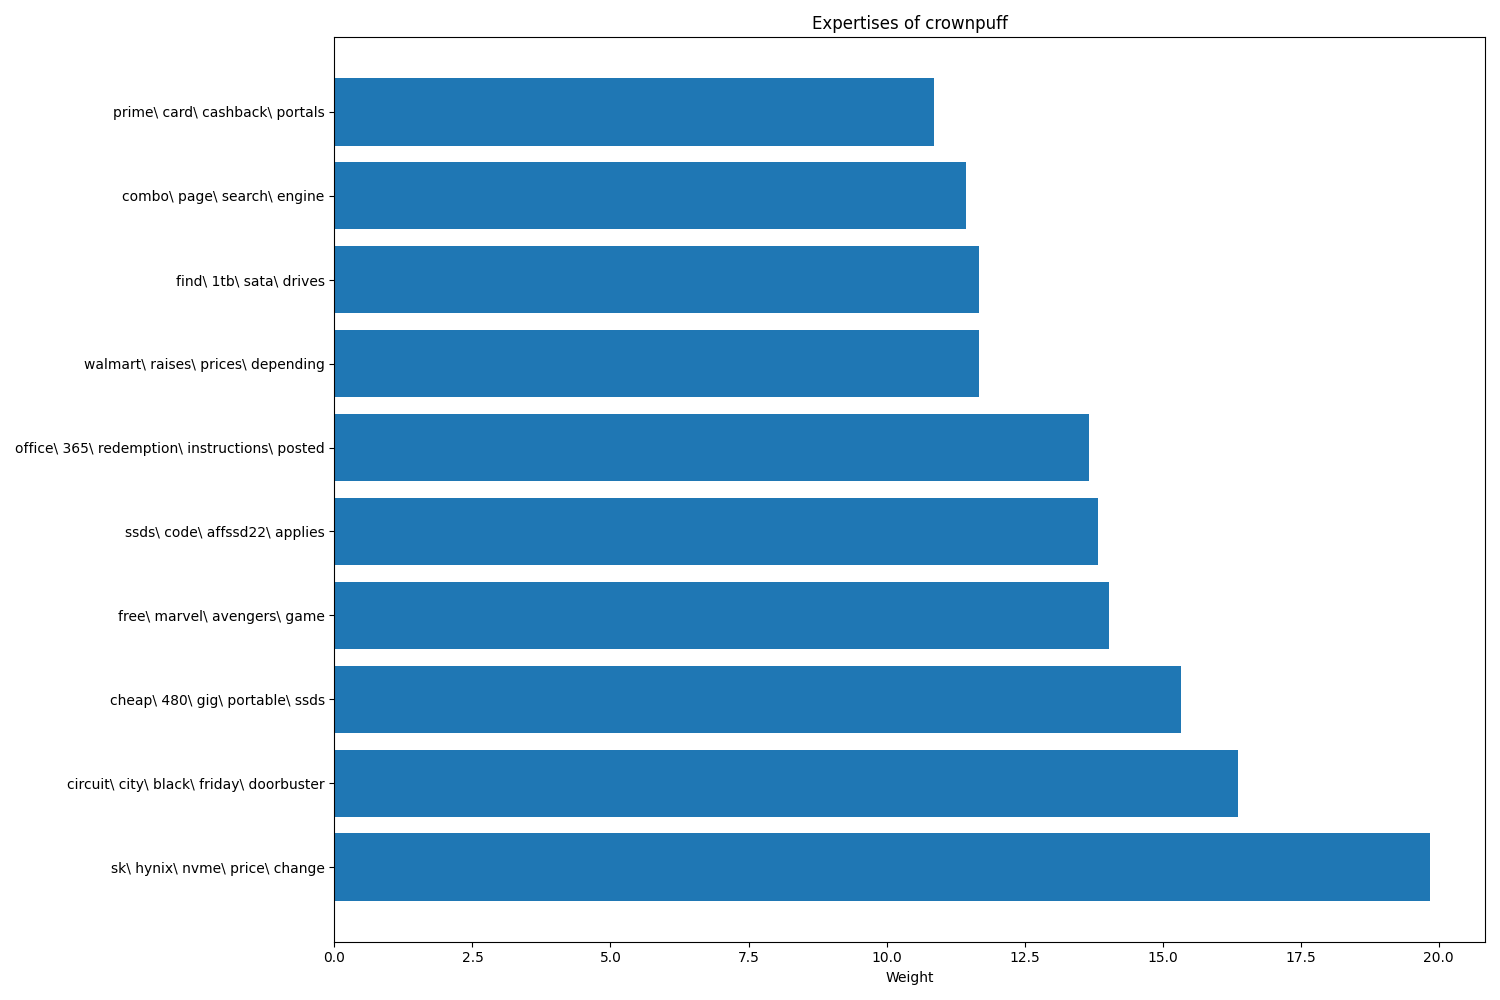 Expertises of crownpuff
prime\ card\ cashback\ portals
combo\ page\ search\ engine
find\ 1tb\ sata\ drives
walmart\ raises\ prices\ depending
office\ 365\ redemption\ instructions\ posted
ssds\ code\ affssd22\ applies
free\ marvel\ avengers\ game
cheap\ 480\ gig\ portable\ ssds
circuit\ city\ black\ friday\ doorbuster
sk\ hynix\ nvme\ price\ change
0.0 2.5 5.0 7.5 10.0 12.5 15.0 17.5 20.0
Weight